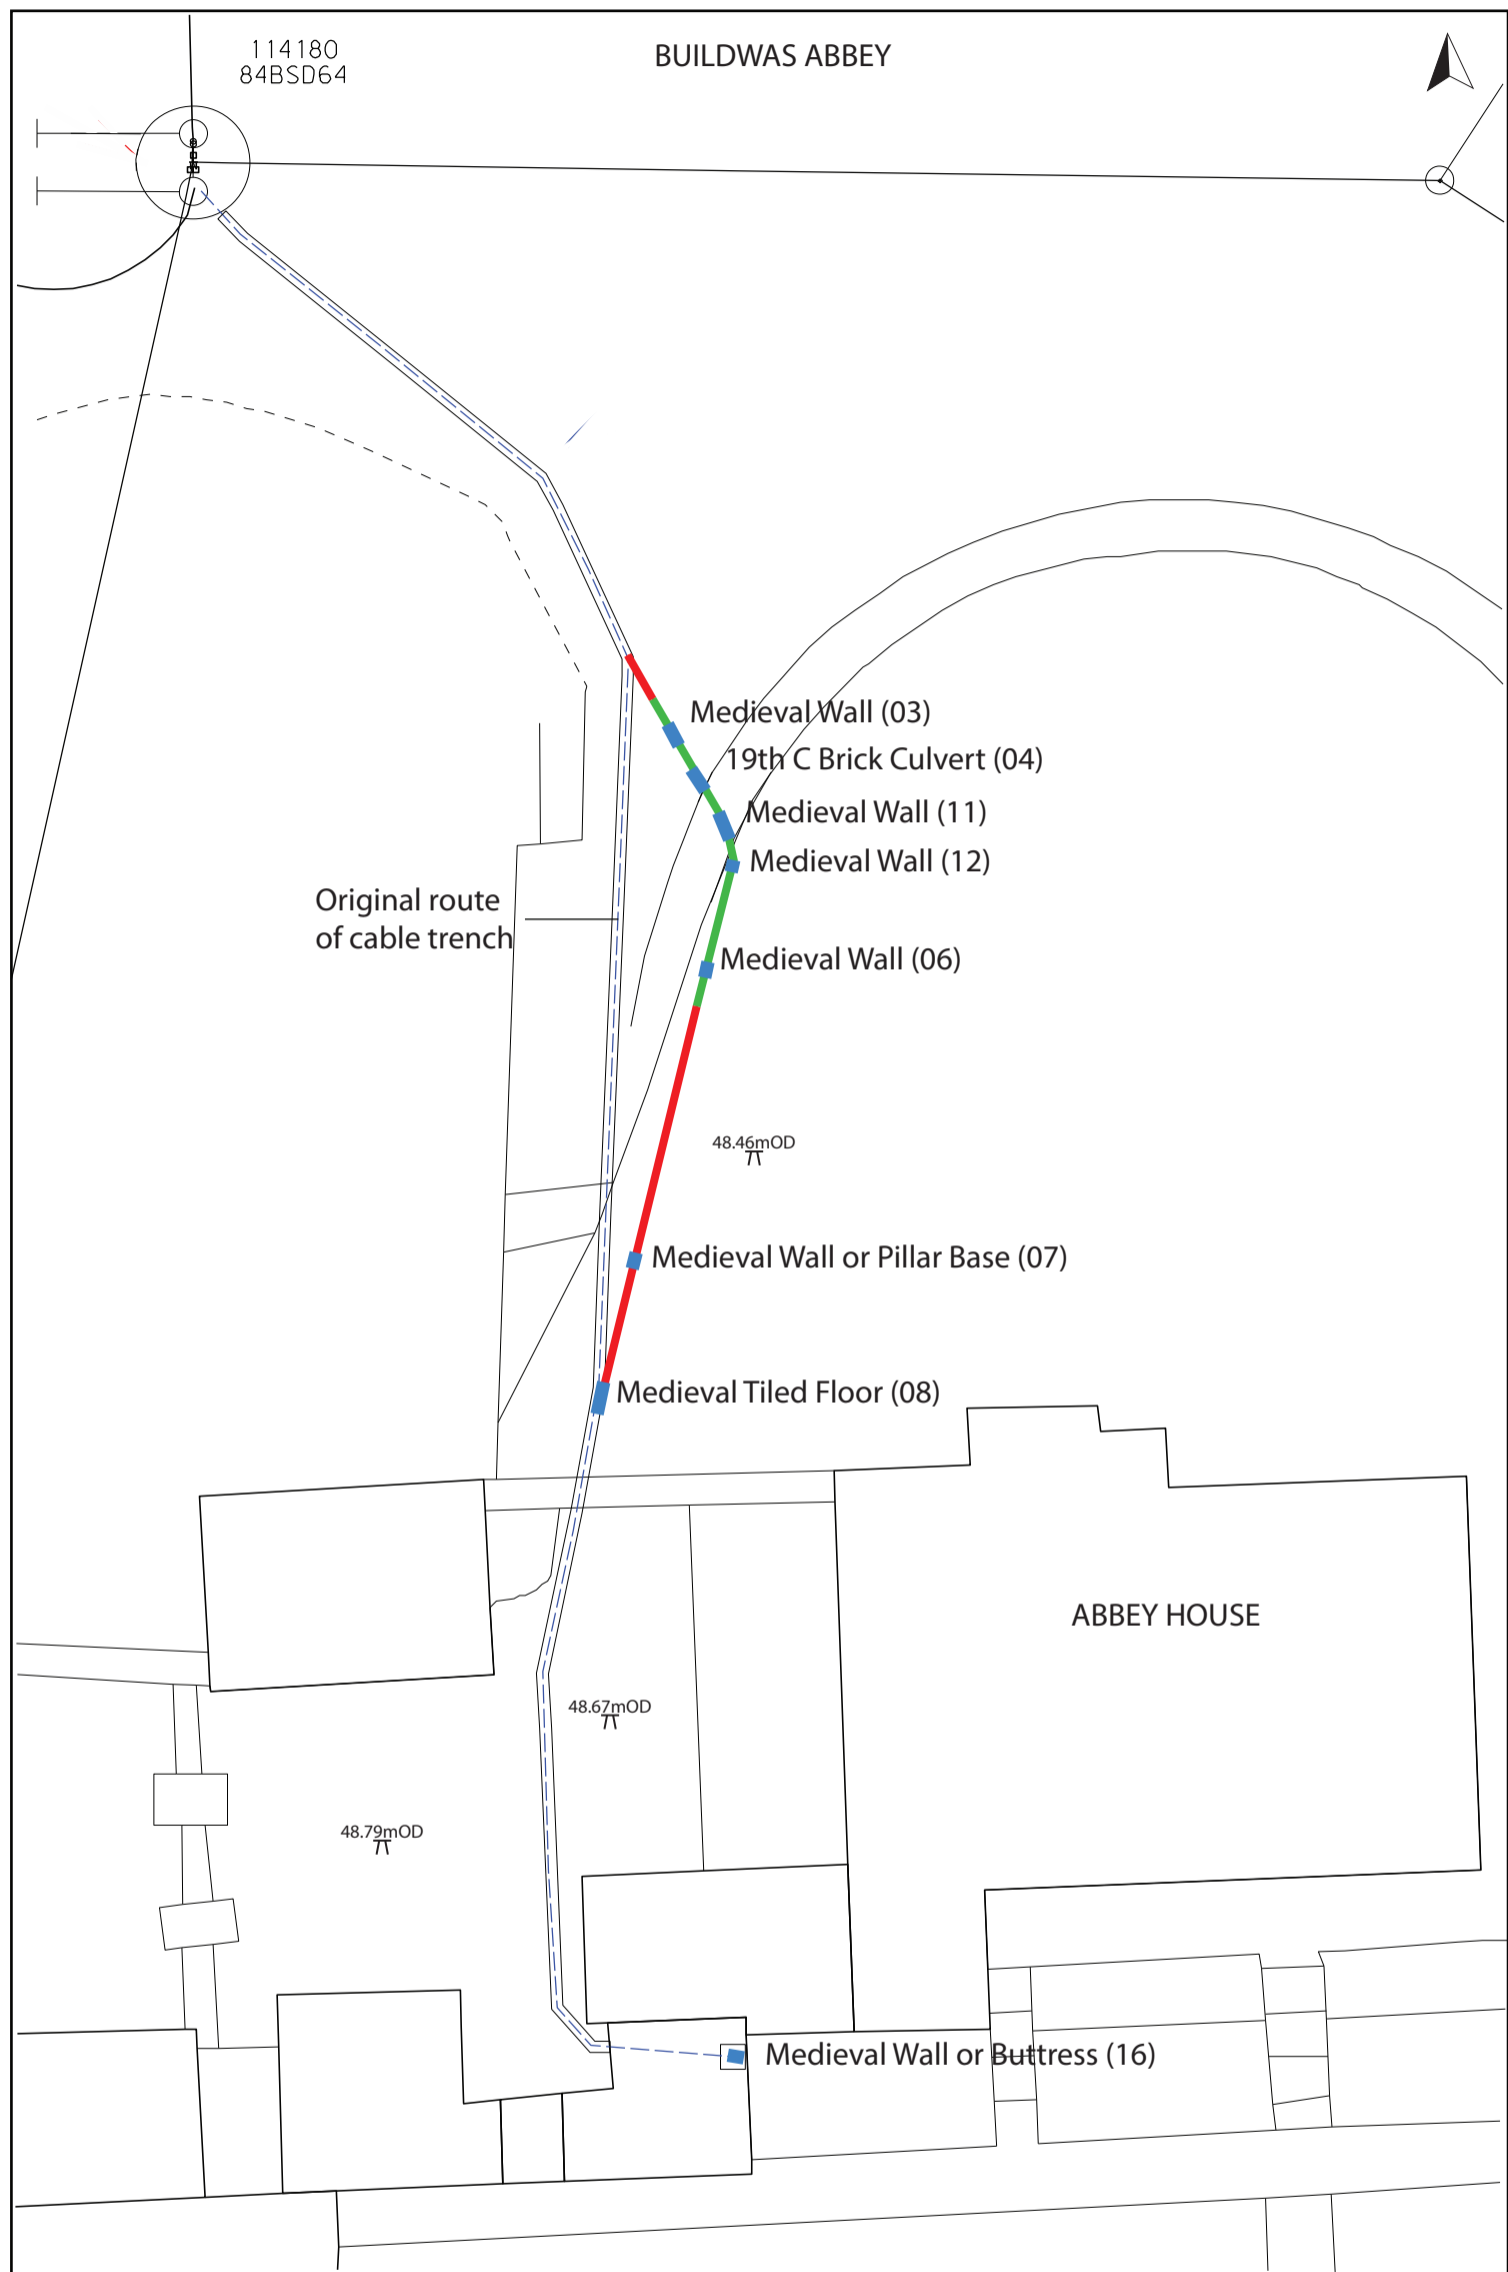 BUILDWAS ABBEY
114180
84BSD64
Medieval Wall (03)
19th C Brick Culvert (04)
Medieval Wall (11)
Medieval Wall (12)
Original route
of cable trench
Medieval Wall (06)
48.46mOD
Medieval Wall or Pillar Base (07)
Medieval Tiled Floor (08)
ABBEY HOUSE
48.67mOD
48.79mOD
Medieval Wall or Buttress (16)